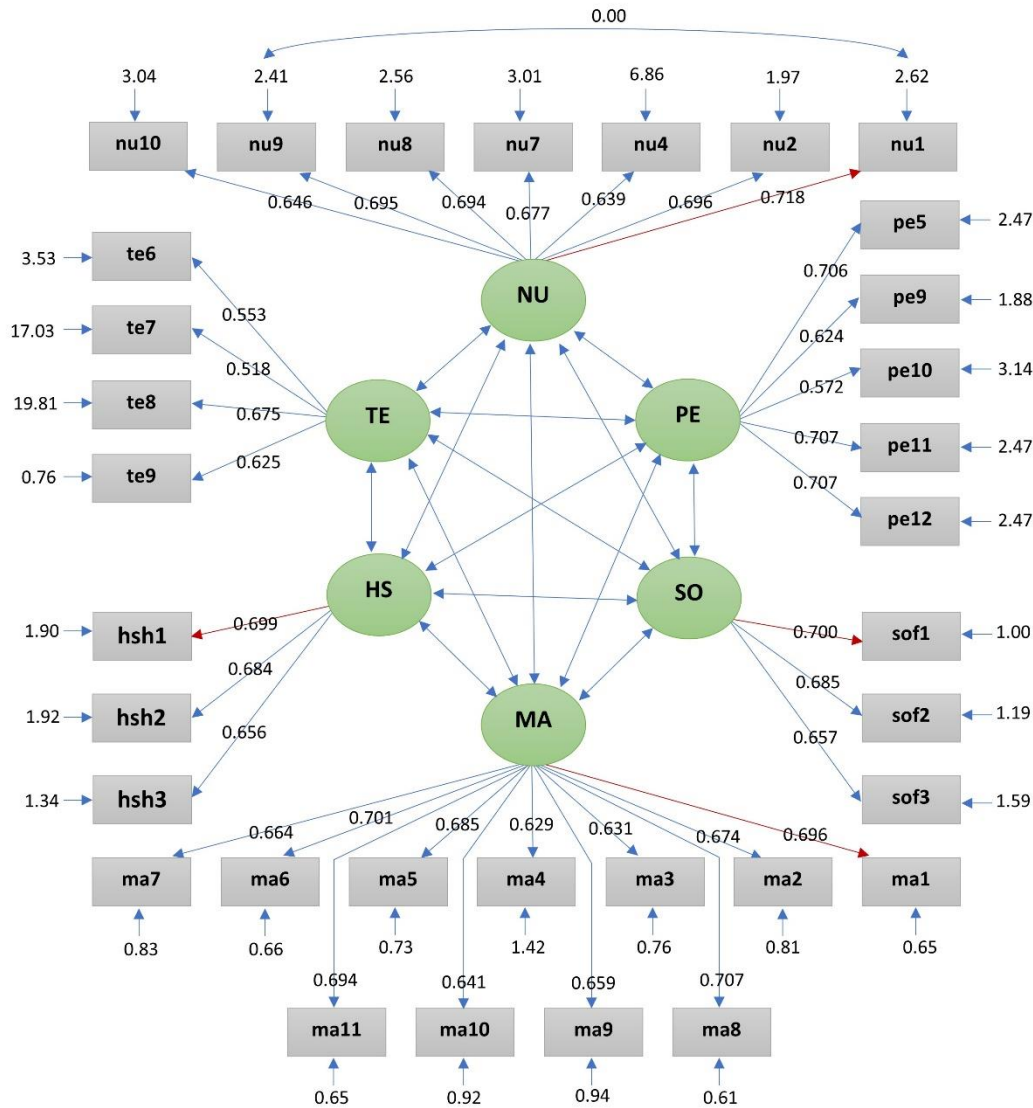 0.00
3.04 2.41 2.56 3.01 6.86 1.97 2.62
nu10 nu9 nu8 nu7 nu4 nu2 nu1
0.646 0.695 0.694 0.677 0.639 0.696 0.718
3.53 te6
0.553
17.03 te7
0.518
19.81 te8
0.675
0.76 te9
0.625
NU
TE
PE
HS
SO
MA
pe5 2.47
0.706
pe9 1.88
0.624
pe10 3.14
0.572
pe11 2.47
0.707
pe12 2.47
0.707
1.90 hsh1
0.699
1.92 hsh2
0.684
1.34 hsh3
0.656
0.700
sof1 1.00
0.685
sof2 1.19
0.657
sof3 1.59
0.664 0.701 0.685 0.629 0.631 0.674 0.696
ma7 ma6 ma5 ma4 ma3 ma2 ma1
0.83 0.66 0.73 1.42 0.76 0.81 0.65
0.694 0.641 0.659 0.707
ma11 ma10 ma9 ma8
0.65 0.92 0.94 0.61